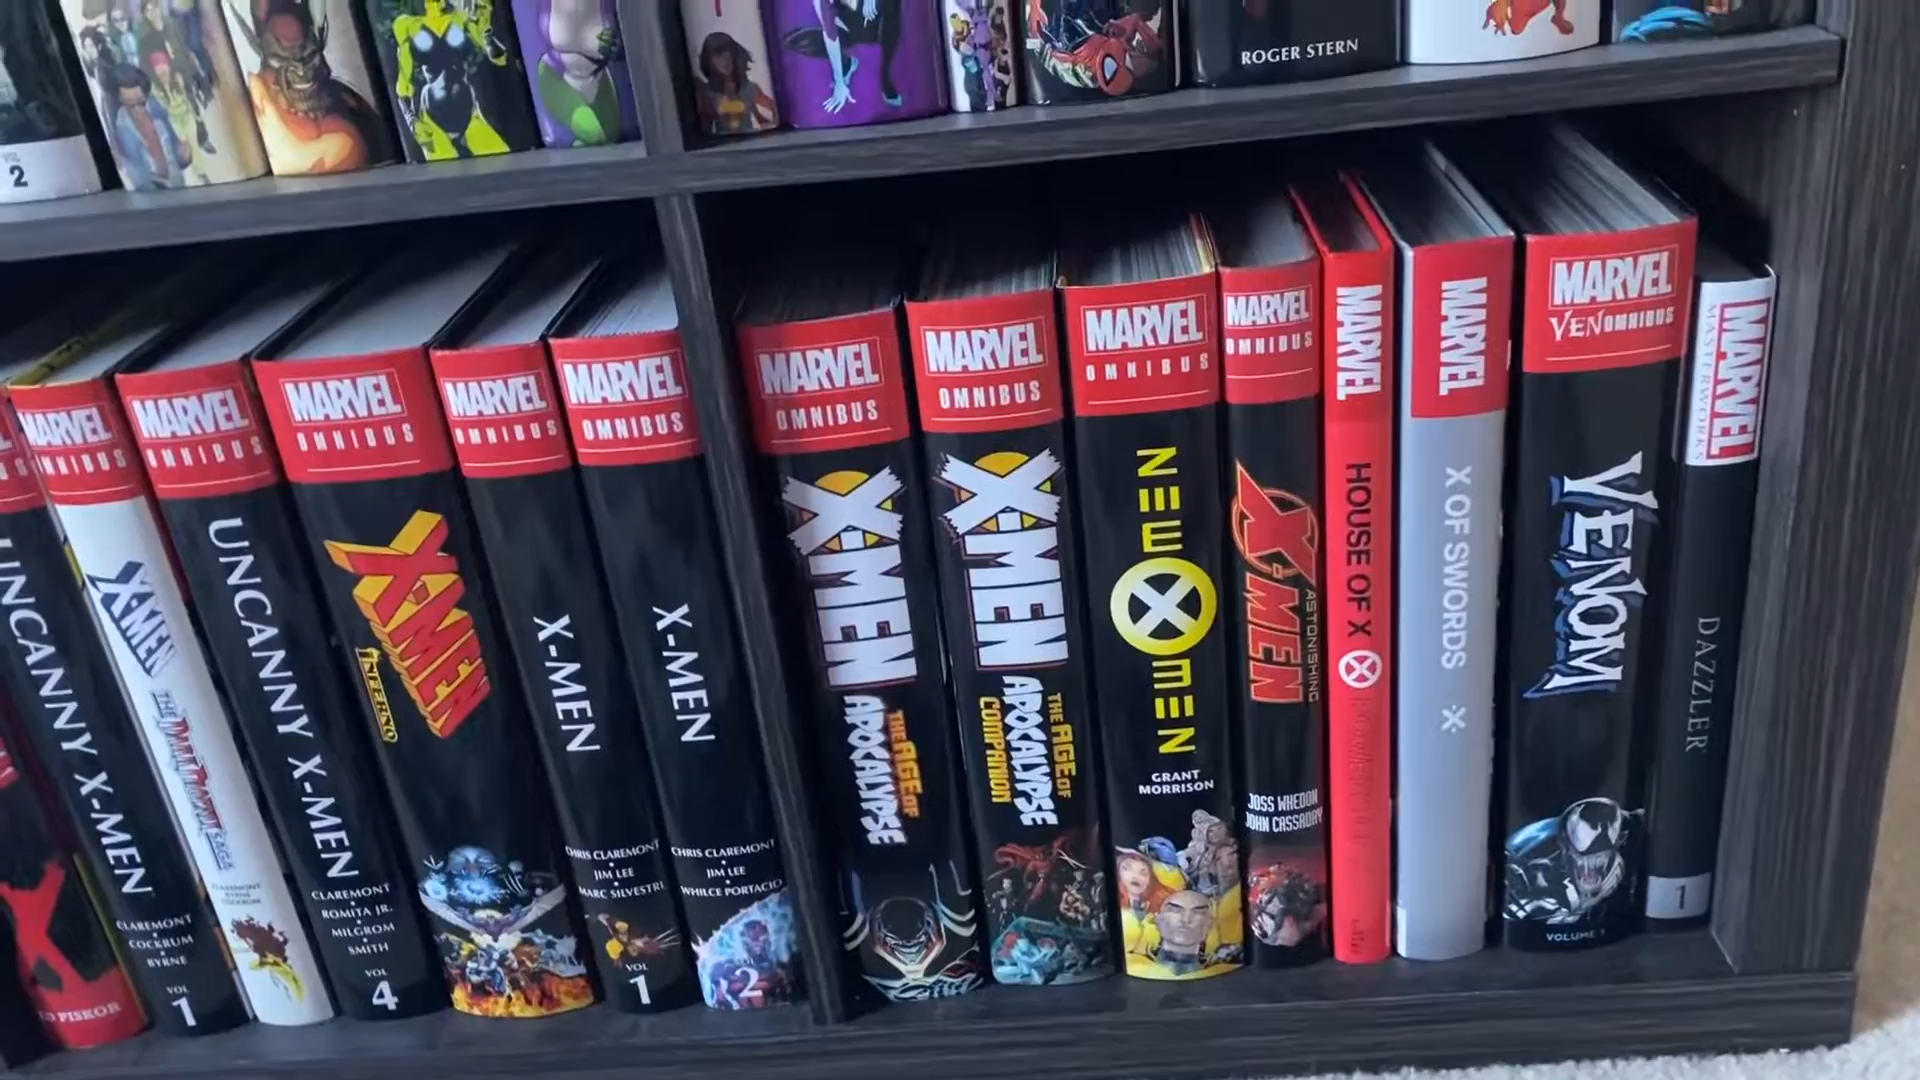 VOL
2
ROGER STERN
ED PISKOR
MARVEL
OMNIBUS
UNCANNY X-MEN
CLAREMONT
COCKRUM
BYRNE
VOL
1
X-MEN
THE DARK PHOENIX SAGA
CLAREMONT
BYRNE
COCKRUM
MARVEL
OMNIBUS
UNCANNY X-MEN
CLAREMONT
ROMITA JR.
MILGROM
SMITH
VOL
4
MARVEL
OMNIBUS
X-MEN
INFERNO
MARVEL
OMNIBUS
X-MEN
CHRIS CLAREMONT
JIM LEE
MARC SILVESTRI
VOL
1
MARVEL
OMNIBUS
X-MEN
CHRIS CLAREMONT
JIM LEE
WHILCE PORTACIO
2
MARVEL
OMNIBUS
X-MEN
THE AGE OF
APOCALYPSE
MARVEL
OMNIBUS
X-MEN
THE AGE OF
APOCALYPSE
COMPANION
MARVEL
OMNIBUS
NEW X MEN
GRANT
MORRISON
MARVEL
OMNIBUS
ASTONISHING
X-MEN
JOSS WHEDON
JOHN CASSADAY
MARVEL
HOUSE OF X
MARVEL
X OF SWORDS
MARVEL
VENOMNIBUS
VENOM
VOLUME 1
MARVEL
MASTERWORKS
DAZZLER
1